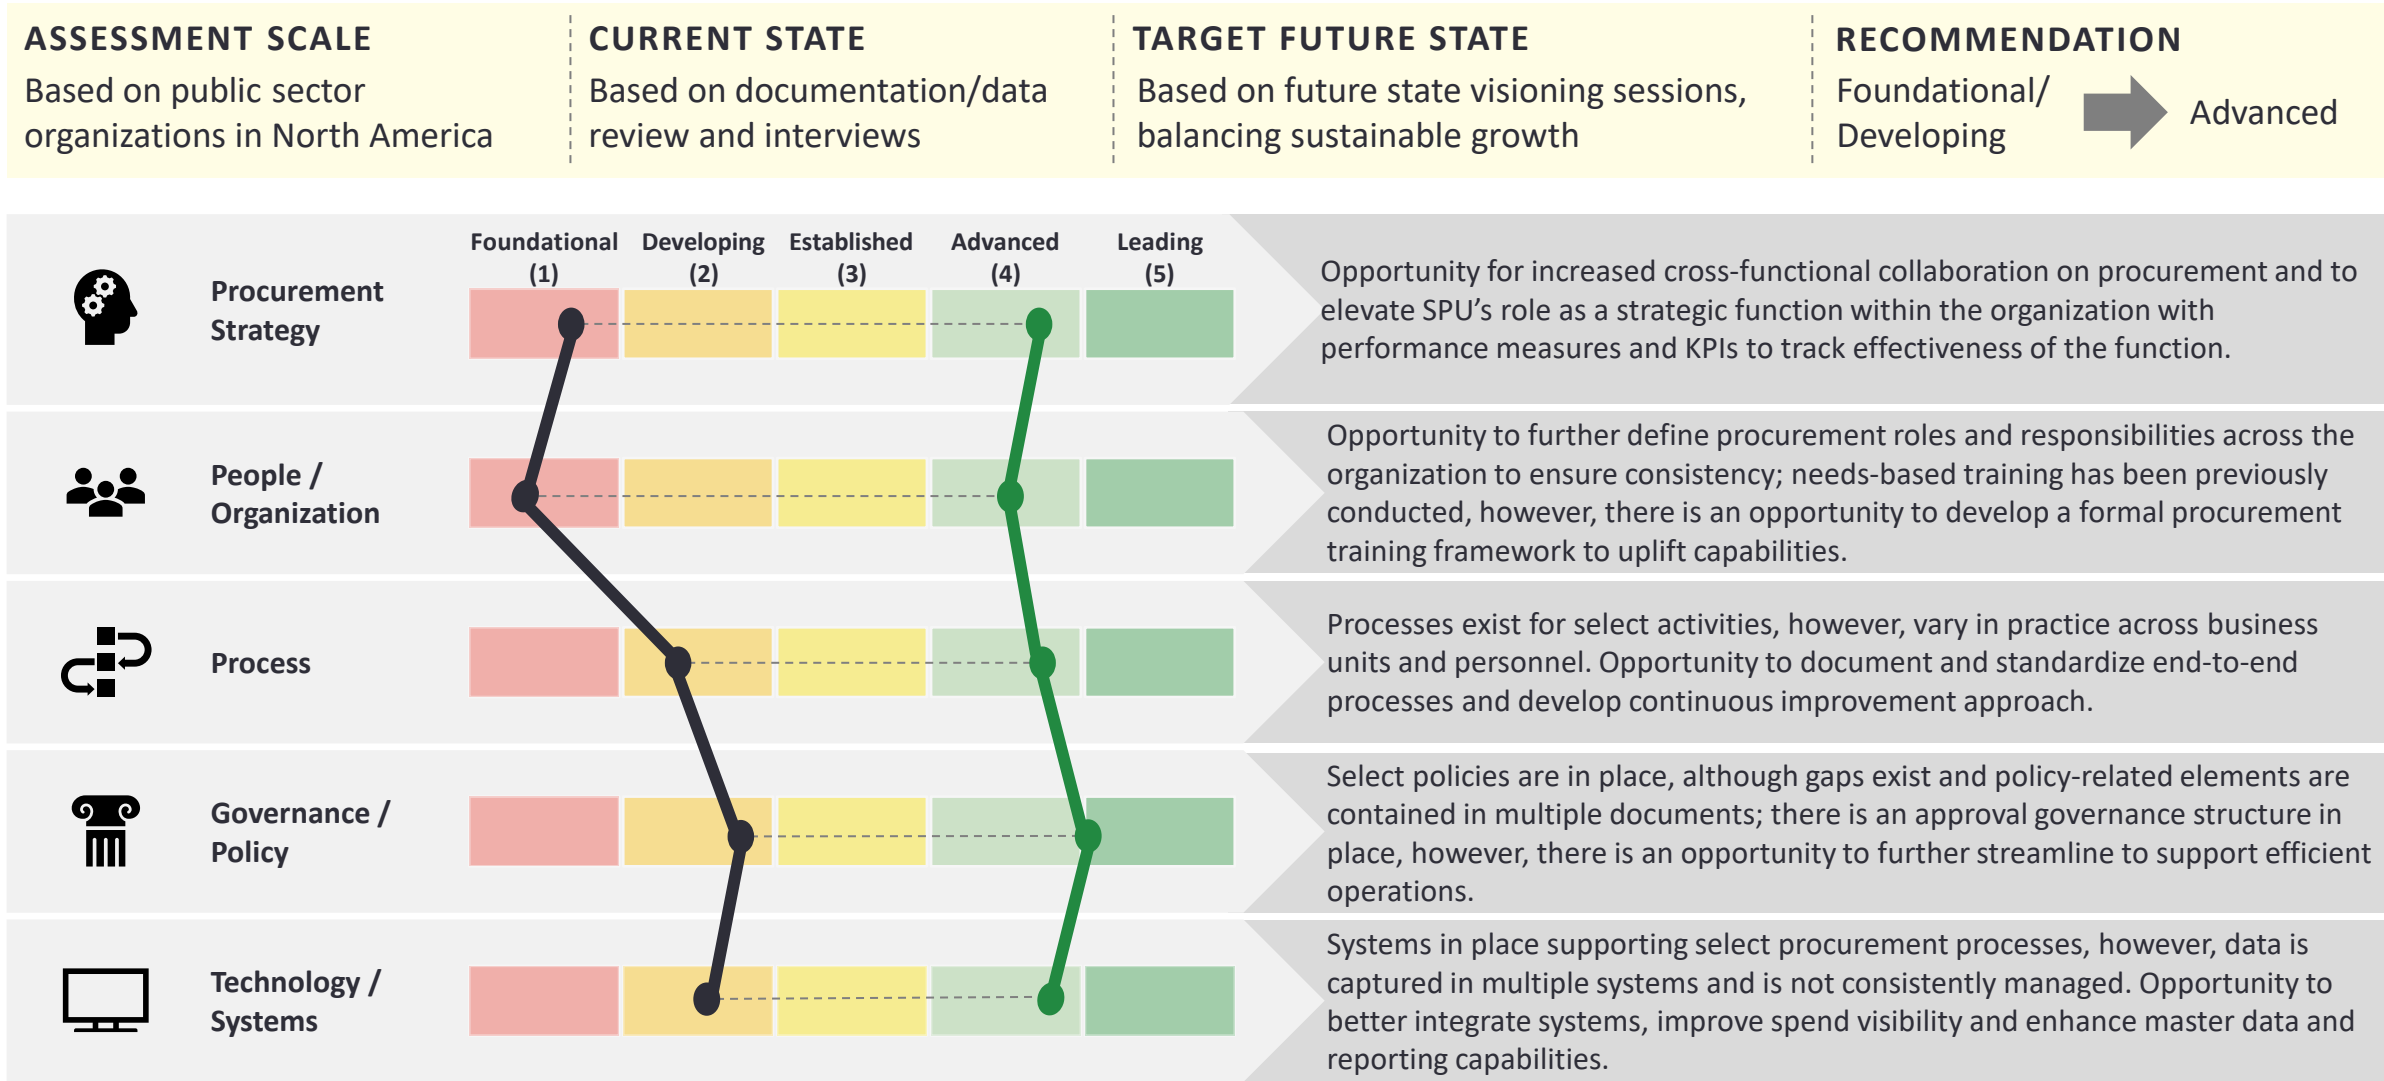 ASSESSMENT SCALE
Based on public sector
organizations in North America
CURRENT STATE
Based on documentation/data
review and interviews
TARGET FUTURE STATE
Based on future state visioning sessions,
balancing sustainable growth
RECOMMENDATION
Foundational/
Developing
Advanced
Foundational
(1)
Developing
(2)
Established
(3)
Advanced
(4)
Leading
(5)
Procurement
Strategy
Opportunity for increased cross-functional collaboration on procurement and to
elevate SPU's role as a strategic function within the organization with
performance measures and KPIs to track effectiveness of the function.
People /
Organization
Opportunity to further define procurement roles and responsibilities across the
organization to ensure consistency; needs-based training has been previously
conducted, however, there is an opportunity to develop a formal procurement
training framework to uplift capabilities.
Process
Processes exist for select activities, however, vary in practice across business
units and personnel. Opportunity to document and standardize end-to-end
processes and develop continuous improvement approach.
Governance /
Policy
Select policies are in place, although gaps exist and policy-related elements are
contained in multiple documents; there is an approval governance structure in
place, however, there is an opportunity to further streamline to support efficient
operations.
Technology /
Systems
Systems in place supporting select procurement processes, however, data is
captured in multiple systems and is not consistently managed. Opportunity to
better integrate systems, improve spend visibility and enhance master data and
reporting capabilities.